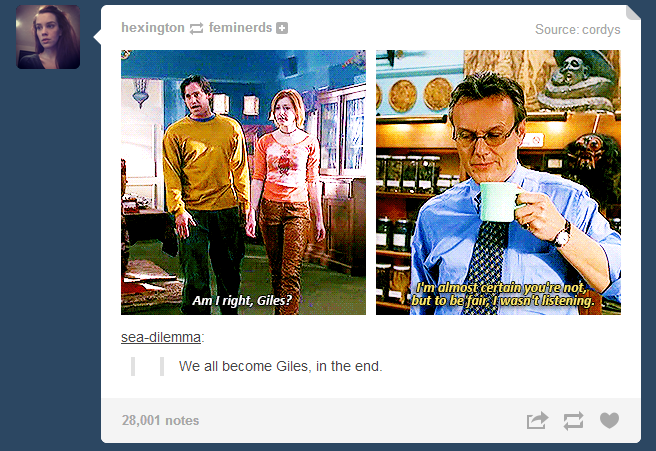 hexington feminerds
Source: cordys
Am I right, Giles?
I'm almost certain you're not,
but to be fair, I wasn't listening.
sea-dilemma:
We all become Giles, in the end.
28,001 notes